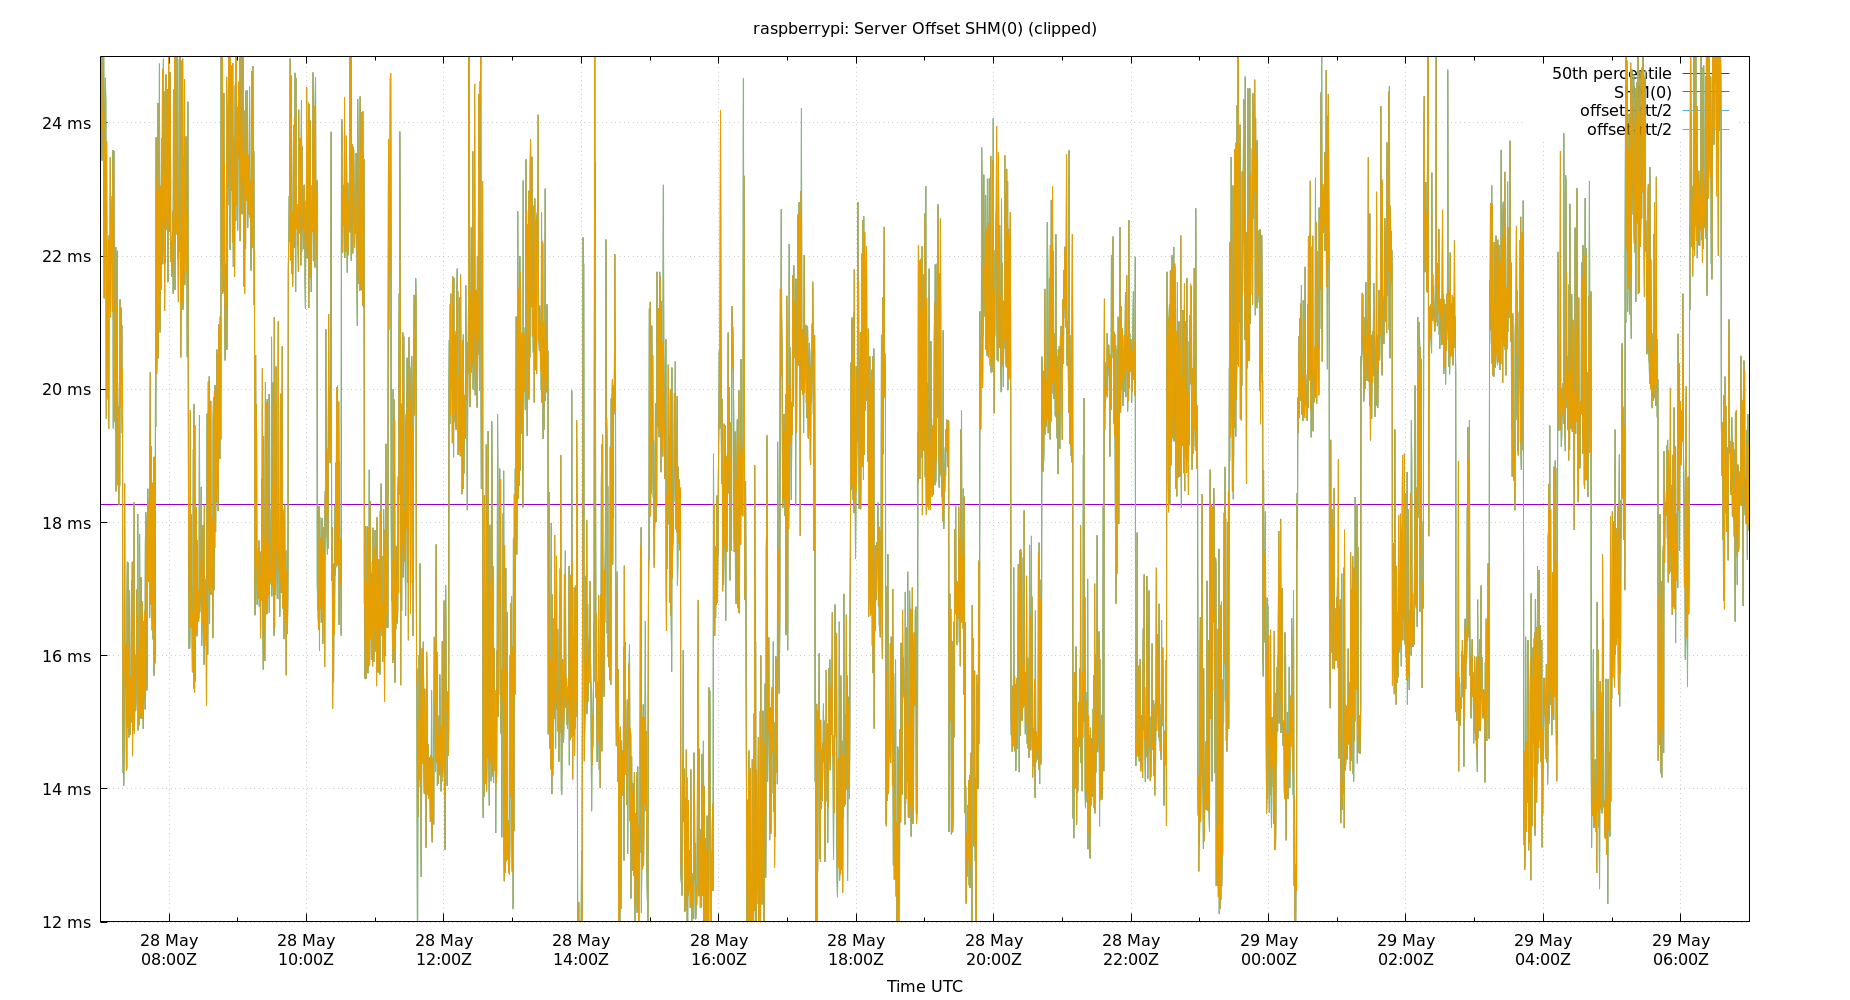 raspberrypi: Server Offset SHM(0) (clipped)
50th percentile
SHM(0)
offset-rtt/2
offset+rtt/2
24 ms
22 ms
20 ms
18 ms
16 ms
14 ms
12 ms
28 May 28 May 28 May 28 May 28 May 28 May 28 May 28 May 29 May 29 May 29 May 29 May
08:00Z 10:00Z 12:00Z 14:00Z 16:00Z 18:00Z 20:00Z 22:00Z 00:00Z 02:00Z 04:00Z 06:00Z
Time UTC